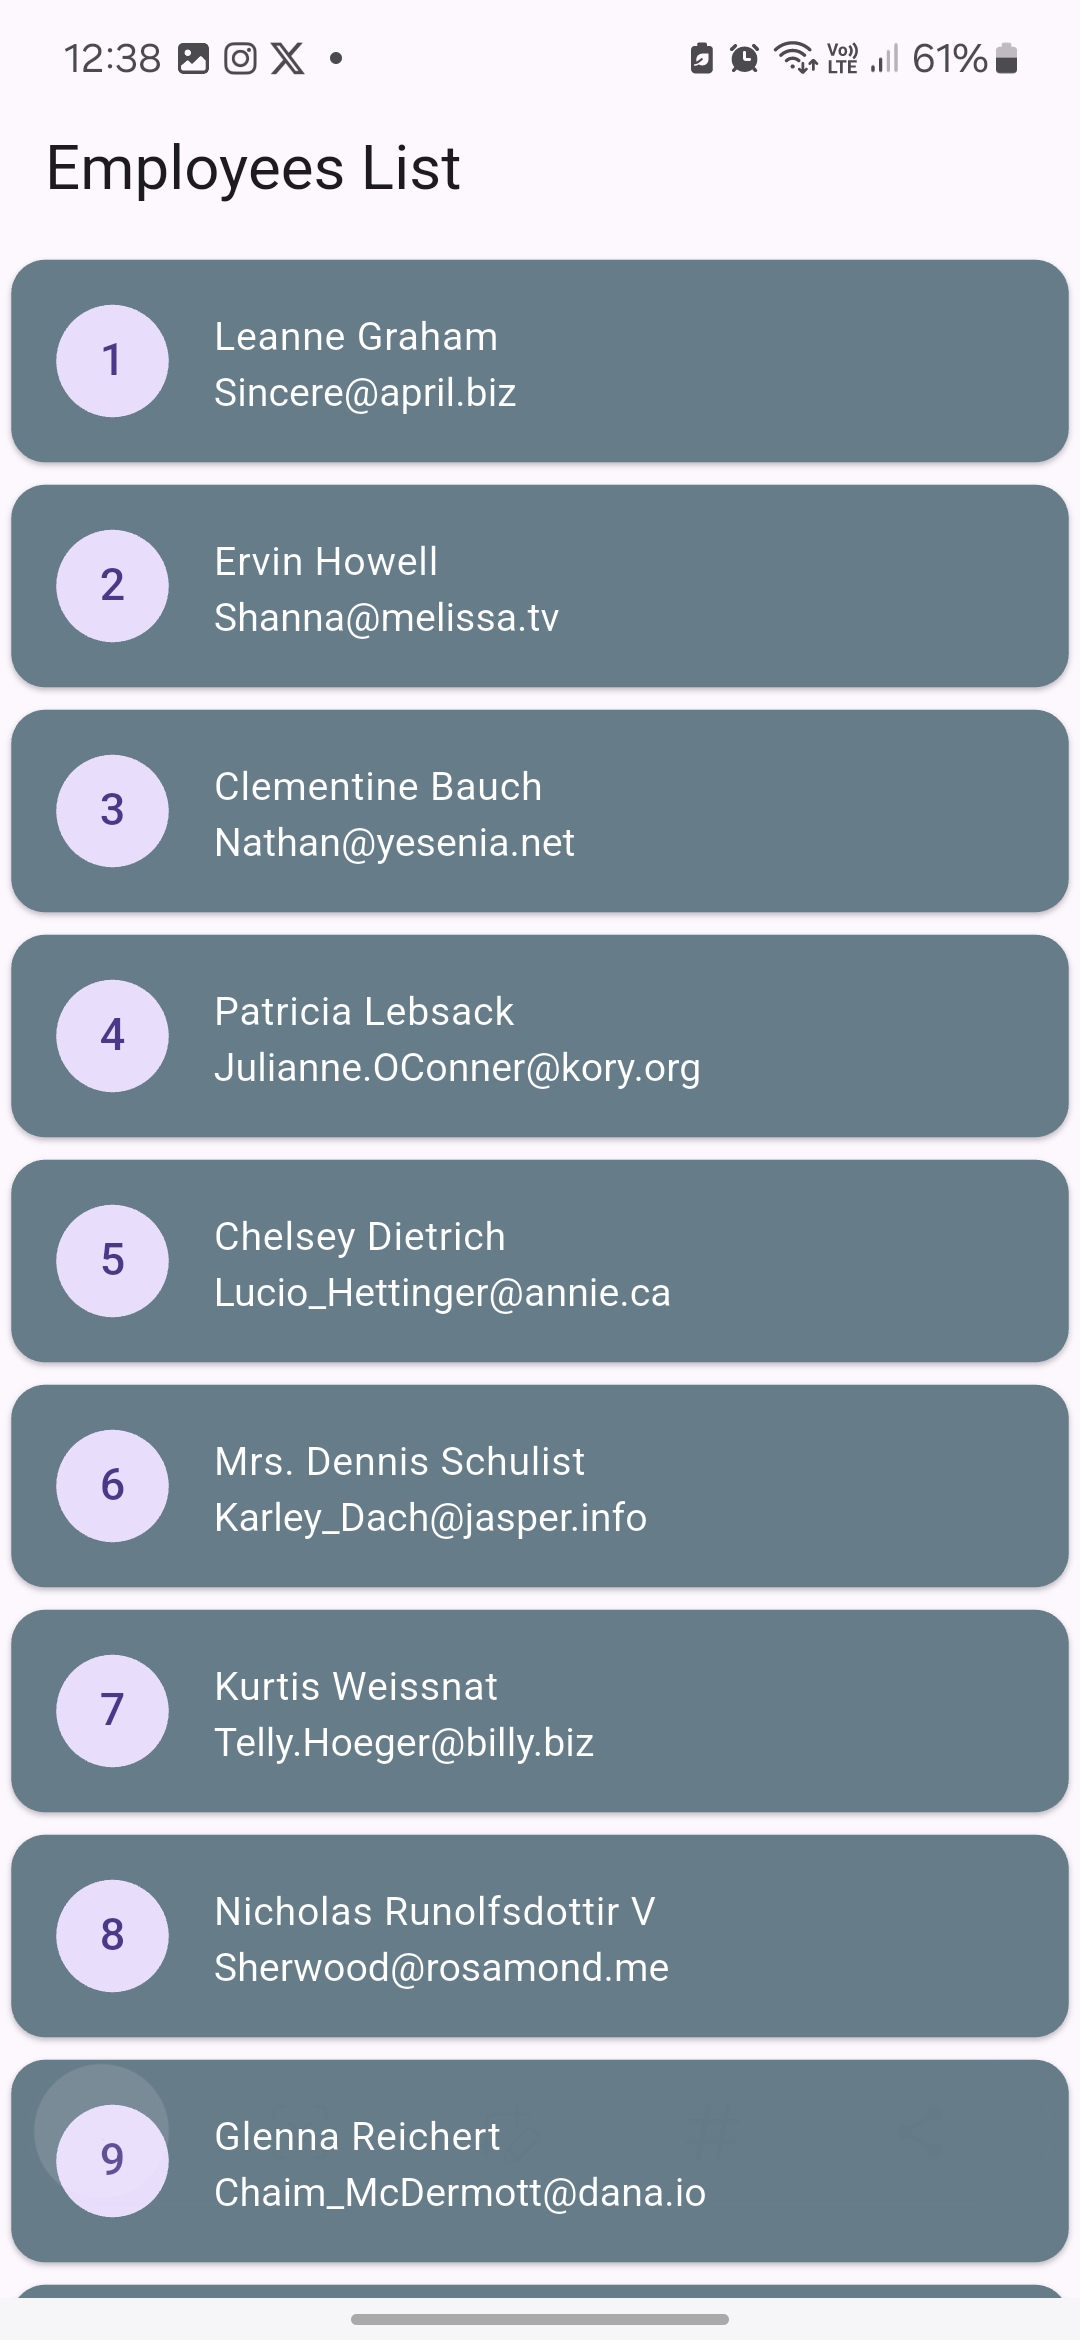 12:38 Vo)) LTE 61%
Employees List
1
Leanne Graham
Sincere@april.biz
2
Ervin Howell
Shanna@melissa.tv
3
Clementine Bauch
Nathan@yesenia.net
4
Patricia Lebsack
Julianne.OConner@kory.org
5
Chelsey Dietrich
Lucio_Hettinger@annie.ca
6
Mrs. Dennis Schulist
Karley_Dach@jasper.info
7
Kurtis Weissnat
Telly.Hoeger@billy.biz
8
Nicholas Runolfsdottir V
Sherwood@rosamond.me
9
Glenna Reichert
Chaim_McDermott@dana.io